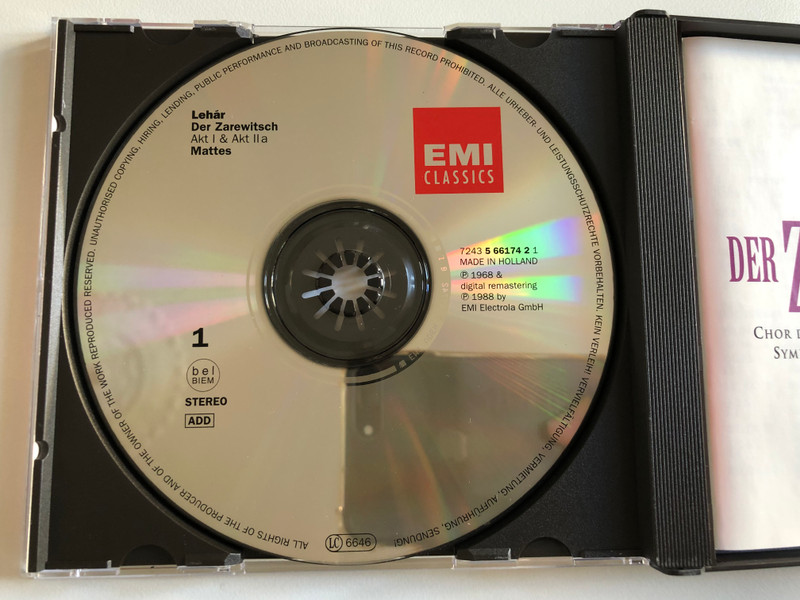 Lehár
Der Zarewitsch
Akt I & Akt IIa
Mattes
EMI
CLASSICS
7243 5 66174 2 1
MADE IN HOLLAND
℗ 1968 &
digital remastering
℗ 1988 by
EMI Electrola GmbH
1
bel
BIEM
STEREO
ADD
LC 6646
ALL RIGHTS OF THE PRODUCER AND OF THE OWNER OF THE WORK REPRODUCED RESERVED. UNAUTHORISED COPYING, HIRING, LENDING, PUBLIC PERFORMANCE AND BROADCASTING OF THIS RECORD PROHIBITED. ALLE URHEBER- UND LEISTUNGSSCHUTZRECHTE VORBEHALTEN. KEIN VERLEIH! VERVIELFÄLTIGUNG, VERMIETUNG, AUFFÜHRUNG, SENDUNG!
DER Z
CHOR
SYM